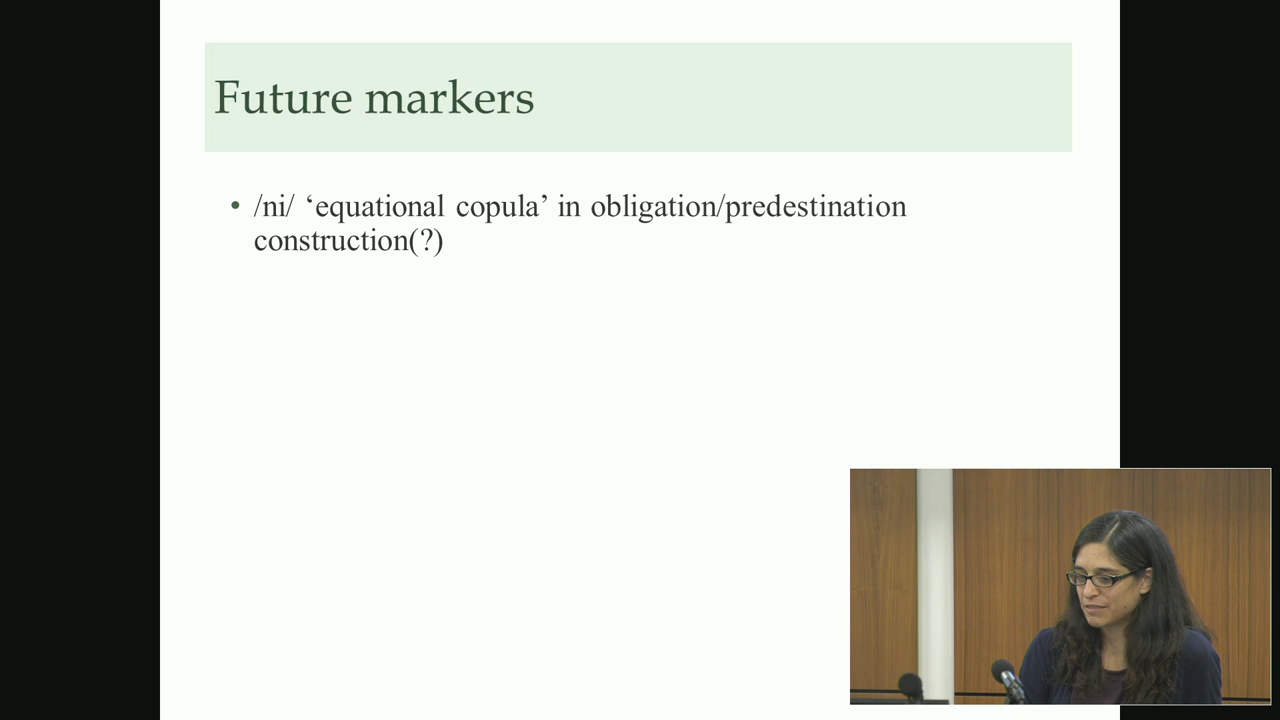 Future markers
• /ni/ ‘equational copula’ in obligation/predestination
construction(?)